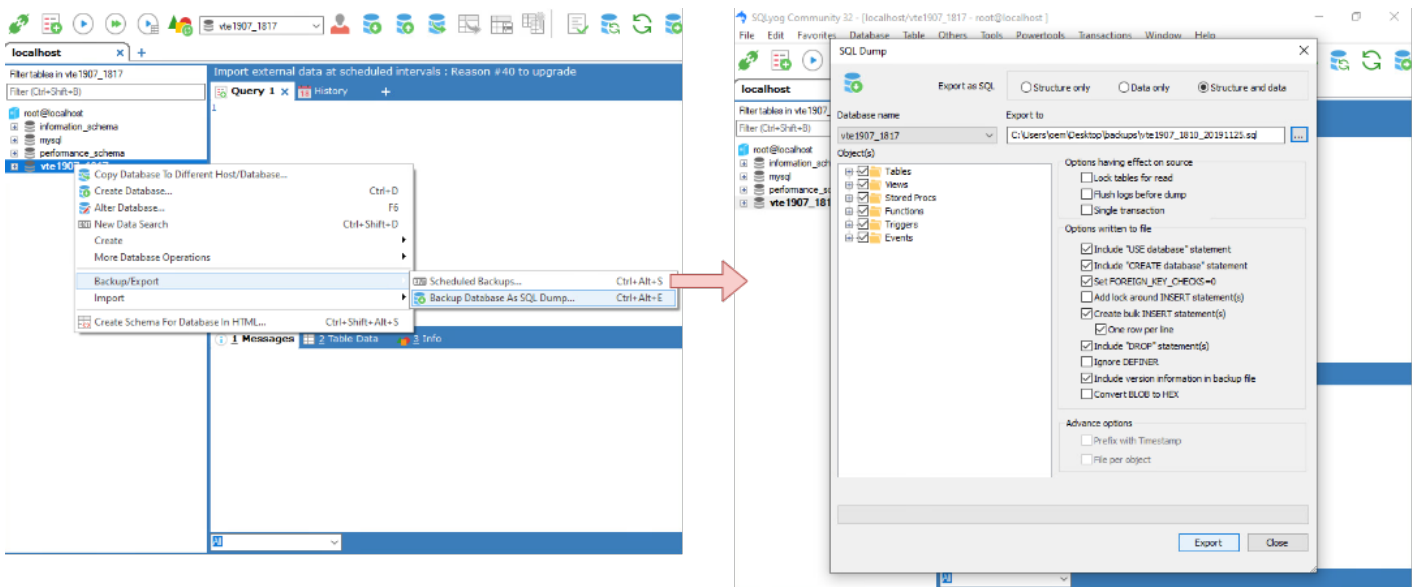 vte1907_1817
localhost x +
Filter tables in vte1907_1817
Filter (Ctrl+Shift+B)
root@localhost
information_schema
mysql
performance_schema
vte1907_1817
Import external data at scheduled intervals : Reason #40 to upgrade
Query 1 x History +
1
Copy Database To Different Host/Database...
Create Database... Ctrl+D
Alter Database... F6
New Data Search Ctrl+Shift+D
Create
More Database Operations
Backup/Export
Import
Create Schema For Database In HTML... Ctrl+Shift+Alt+S
Scheduled Backups... Ctrl+Alt+S
Backup Database As SQL Dump... Ctrl+Alt+E
1 Messages 2 Table Data 3 Info
All
SQLyog Community 32 - [localhost/vte1907_1817 - root@localhost ]
File Edit Favorites Database Table Others Tools Powertools Transactions Window Help
localhost
Filter tables in vte1907_
Filter (Ctrl+Shift+B)
root@localhost
information_sch
mysql
performance_sc
vte1907_181
SQL Dump
Export as SQL Structure only Data only Structure and data
Database name
vte1907_1817
Export to
C:\Users\oem\Desktop\backups\vte1907_1810_20191125.sql ...
Object(s)
Tables
Views
Stored Procs
Functions
Triggers
Events
Options having effect on source
Lock tables for read
Flush logs before dump
Single transaction
Options written to file
Include "USE database" statement
Include "CREATE database" statement
Set FOREIGN_KEY_CHECKS=0
Add lock around INSERT statement(s)
Create bulk INSERT statement(s)
One row per line
Include "DROP" statement(s)
Ignore DEFINER
Include version information in backup file
Convert BLOB to HEX
Advance options
Prefix with Timestamp
File per object
Export Close
All